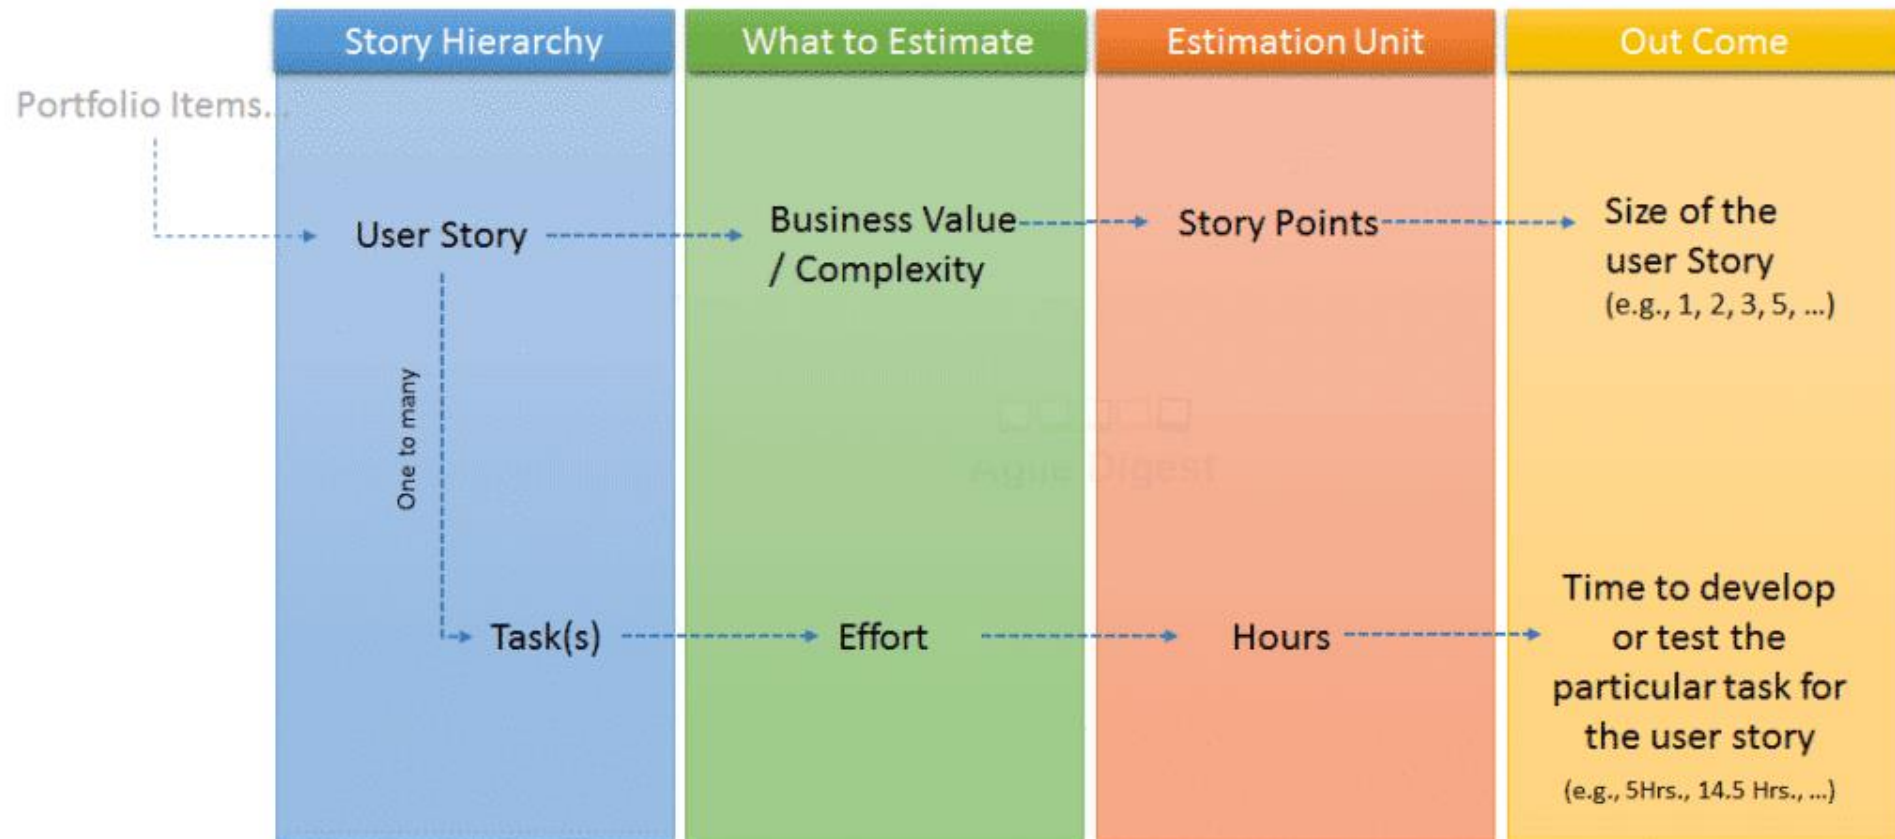 Story Hierarchy
What to Estimate
Estimation Unit
Out Come
Portfolio Items...
User Story
Business Value
/ Complexity
Story Points
Size of the
user Story
(e.g., 1, 2, 3, 5, ...)
One to many
Agile Digest
Task(s)
Effort
Hours
Time to develop
or test the
particular task for
the user story
(e.g., 5Hrs., 14.5 Hrs., ...)